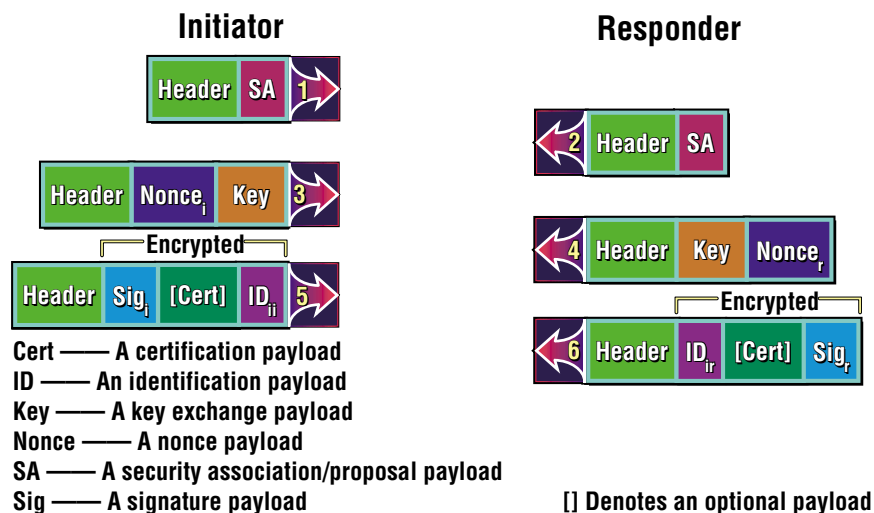 Initiator
Responder
Header SA 1
2 Header SA
Header Nonce i Key 3
4 Header Key Nonce r
Encrypted
Header Sig i [Cert] ID ii 5
Encrypted
6 Header ID ir [Cert] Sig r
Cert —— A certification payload
ID —— An identification payload
Key —— A key exchange payload
Nonce —— A nonce payload
SA —— A security association/proposal payload
Sig —— A signature payload
[] Denotes an optional payload